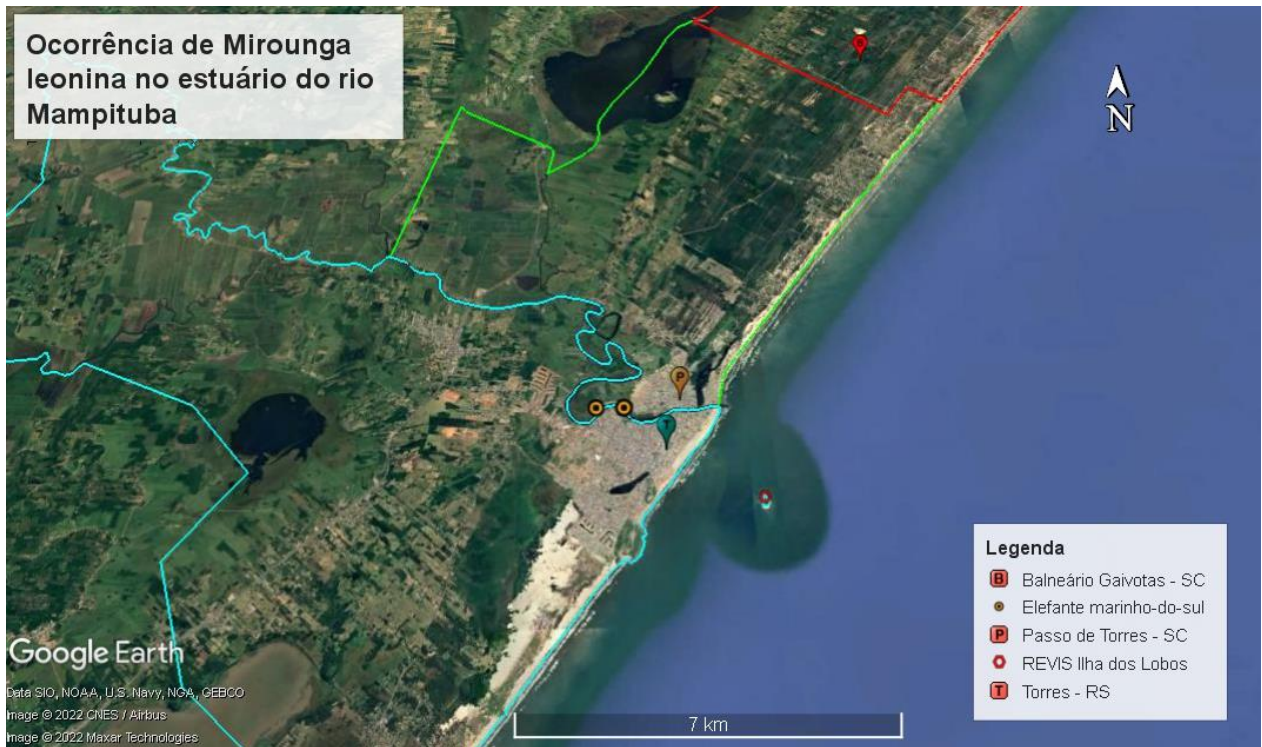 Ocorrência de Mirounga
leonina no estuário do rio
Mampituba
N
P
T
Legenda
B Balneário Gaivotas - SC
Elefante marinho-do-sul
P Passo de Torres - SC
REVIS Ilha dos Lobos
T Torres - RS
Google Earth
Data SIO, NOAA, U.S. Navy, NGA, GEBCO
Image © 2022 CNES / Airbus
Image © 2022 Maxar Technologies
7 km